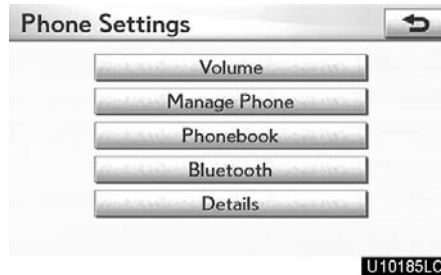 Phone Settings
Volume
Manage Phone
Phonebook
Bluetooth
Details
U10185LC